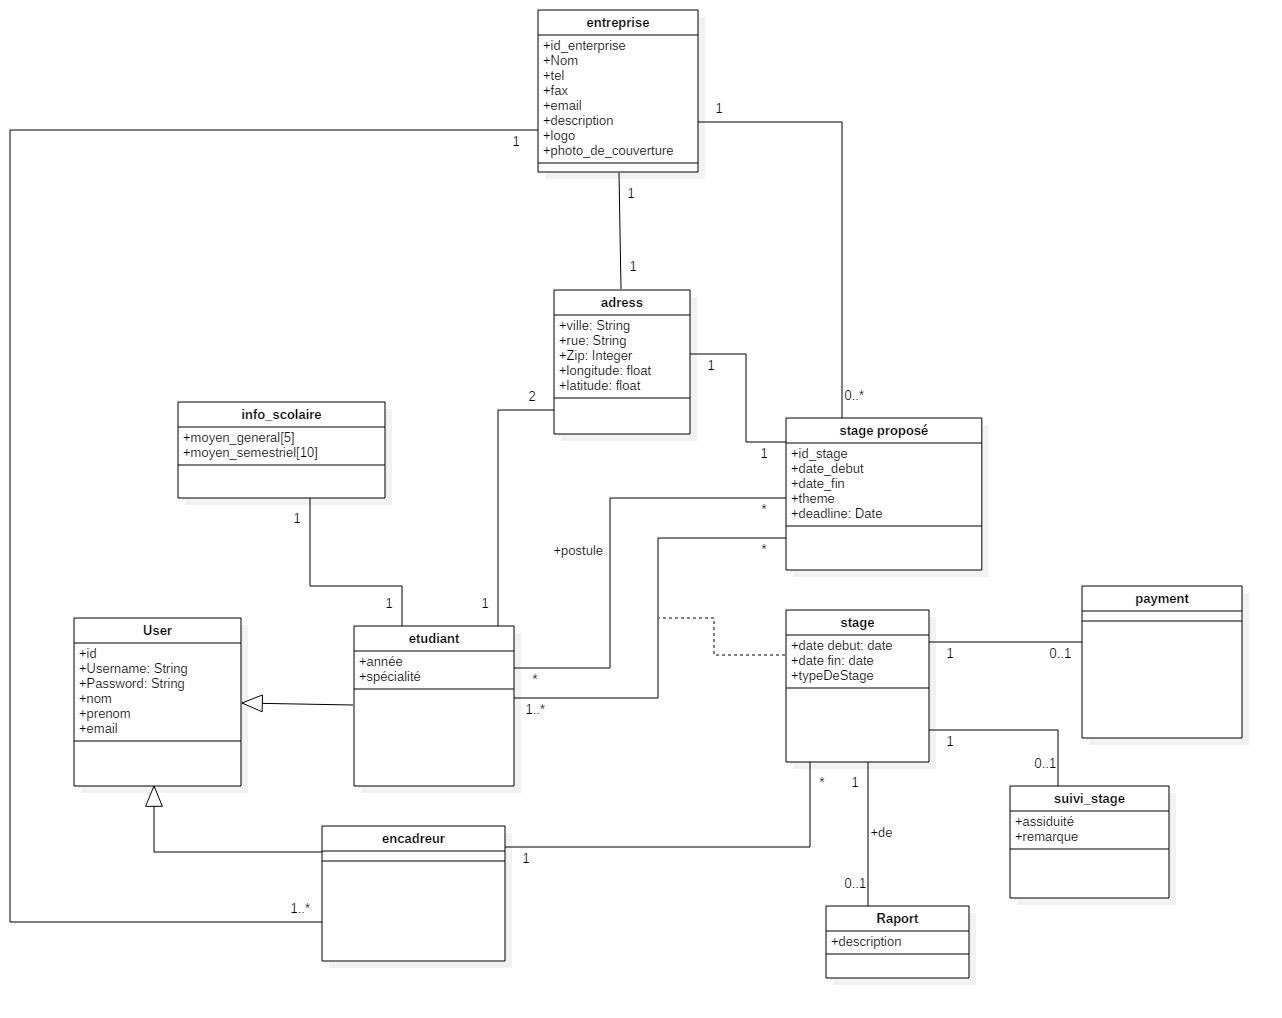 entreprise
+id_enterprise
+Nom
+tel
+fax
+email
+description
+logo
+photo_de_couverture
1
1
1
1
adress
+ville: String
+rue: String
+Zip: Integer
+longitude: float
+latitude: float
1
2
0..*
stage proposé
+id_stage
+date_debut
+date_fin
+theme
+deadline: Date
1
*
*
info_scolaire
+moyen_general[5]
+moyen_semestriel[10]
1
1
1
+postule
User
+id
+Username: String
+Password: String
+nom
+prenom
+email
etudiant
+année
+spécialité
*
1..*
stage
+date debut: date
+date fin: date
+typeDeStage
1
0..1
payment
1
0..1
suivi_stage
+assiduité
+remarque
*
1
+de
0..1
encadreur
1
1..*
Raport
+description